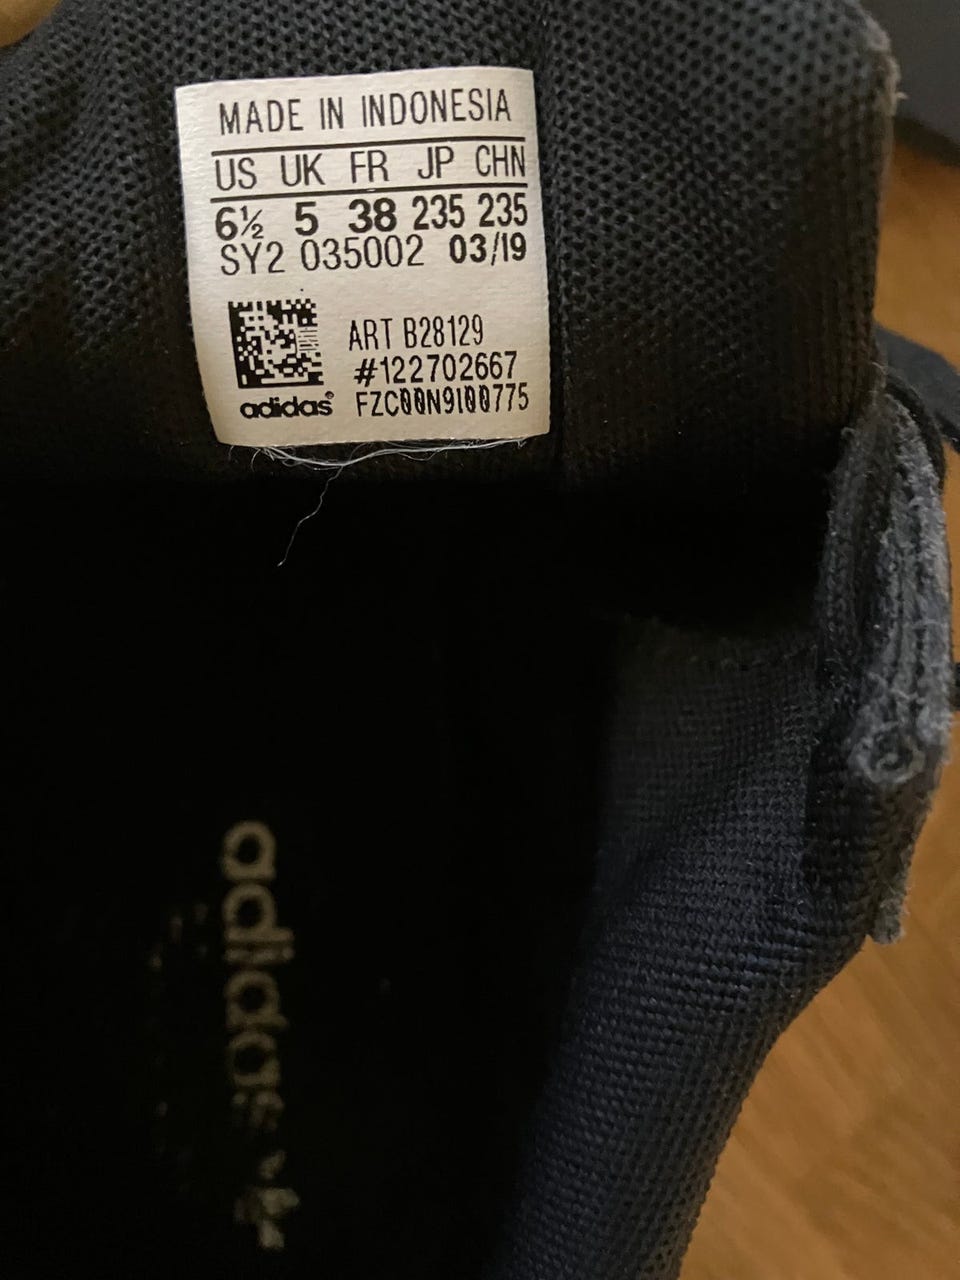 MADE IN INDONESIA
US UK FR JP CHN
6½ 5 38 235 235
SY2 035002 03/19
ART B28129
#122702667
adidas® FZC00N9I00775
adidas